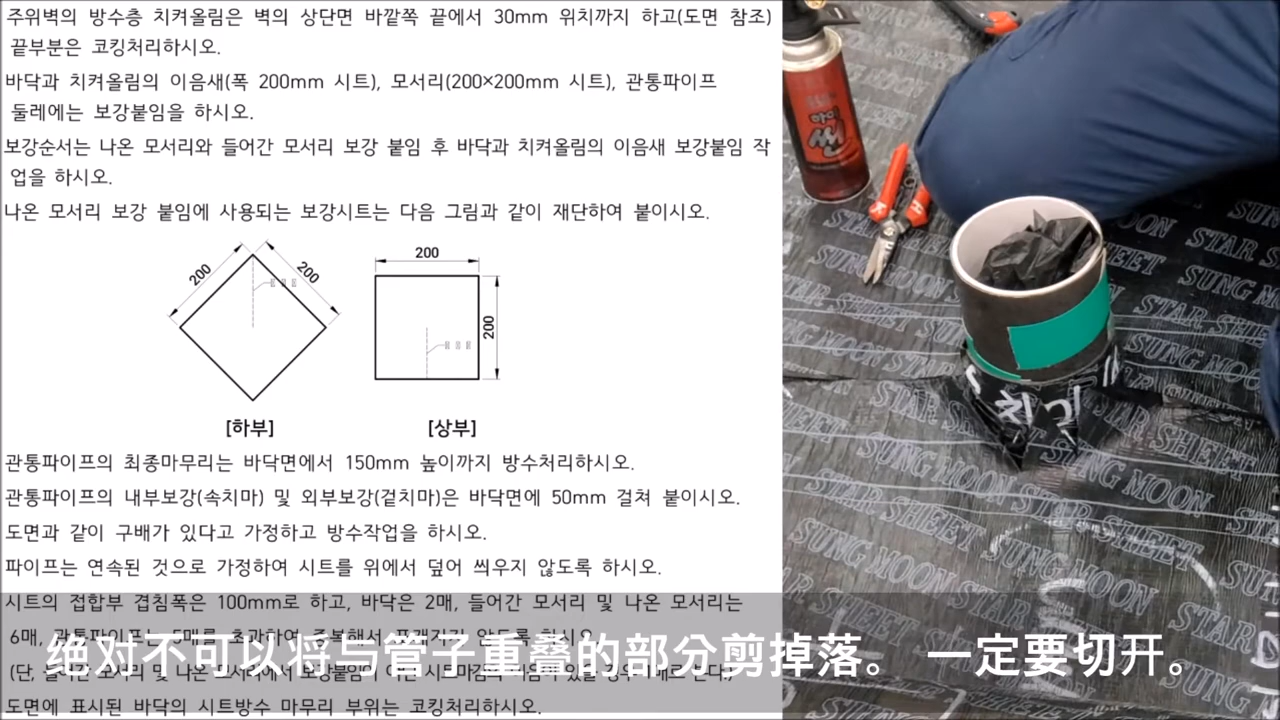 주위벽의 방수층 치켜올림은 벽의 상단면 바깥쪽 끝에서 30mm 위치까지 하고(도면 참조)
끝부분은 코킹처리하시오.
바닥과 치켜올림의 이음새(폭 200mm 시트), 모서리(200×200mm 시트), 관통파이프
둘레에는 보강붙임을 하시오.
보강순서는 나온 모서리와 들어간 모서리 보강 붙임 후 바닥과 치켜올림의 이음새 보강붙임 작
업을 하시오.
나온 모서리 보강 붙임에 사용되는 보강시트는 다음 그림과 같이 재단하여 붙이시오.
200 200
200
200
[하부] [상부]
관통파이프의 최종마무리는 바닥면에서 150mm 높이까지 방수처리하시오.
관통파이프의 내부보강(속치마) 및 외부보강(겉치마)은 바닥면에 50mm 걸쳐 붙이시오.
도면과 같이 구배가 있다고 가정하고 방수작업을 하시오.
파이프는 연속된 것으로 가정하여 시트를 위에서 덮어 씌우지 않도록 하시오.
시트의 접합부 겹침폭은 100mm로 하고, 바닥은 2매, 들어간 모서리 및 나온 모서리는
6매,
绝对不可以将与管子重叠的部分剪掉落。 一定要切开。
도면에 표시된 바닥의 시트방수 마무리 부위는 코킹처리하시오.
썬
STAR SHEET
SUNG MOON
STAR SHEET
SUNG MOON
STAR SHEET
SUNG MOON
STAR SHEET
SUNG MOON